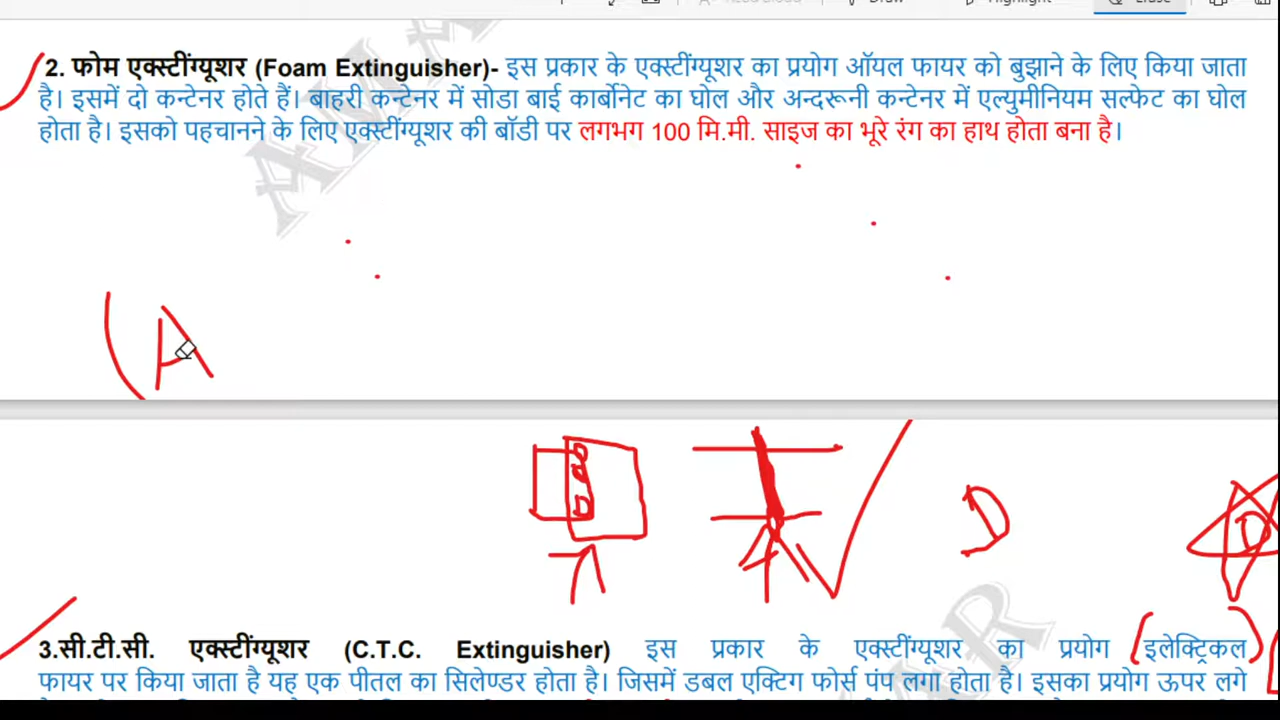 2. फोम एक्स्टींग्यूशर (Foam Extinguisher)- इस प्रकार के एक्स्टींग्यूशर का प्रयोग ऑयल फायर को बुझाने के लिए किया जाता
है। इसमें दो कन्टेनर होते हैं। बाहरी कन्टेनर में सोडा बाई कार्बोनेट का घोल और अन्दरूनी कन्टेनर में एल्युमीनियम सल्फेट का घोल
होता है। इसको पहचानने के लिए एक्स्टींग्यूशर की बॉडी पर लगभग 100 मि.मी. साइज का भूरे रंग का हाथ होता बना है।
(A
D
D
3.सी.टी.सी. एक्स्टींग्यूशर (C.T.C. Extinguisher) इस प्रकार के एक्स्टींग्यूशर का प्रयोग (इलेक्ट्रिकल)
फायर पर किया जाता है यह एक पीतल का सिलेण्डर होता है। जिसमें डबल एक्टिग फोर्स पंप लगा होता है। इसका प्रयोग ऊपर लगे